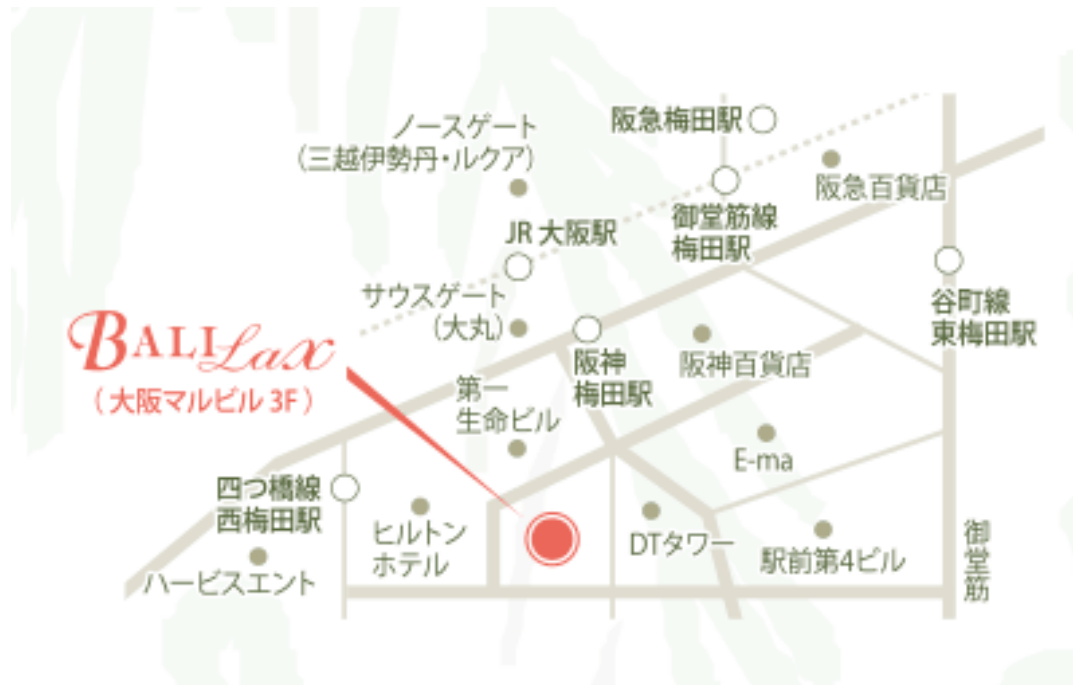 ノースゲート
（三越伊勢丹・ルクア）
阪急梅田駅
阪急百貨店
御堂筋線
梅田駅
JR 大阪駅
サウスゲート
（大丸）
谷町線
東梅田駅
BALI Lax
（大阪マルビル 3F）
阪神
梅田駅
阪神百貨店
第一
生命ビル
E-ma
四つ橋線
西梅田駅
ヒルトン
ホテル
DTタワー
駅前第4ビル
御堂筋
ハービスエント